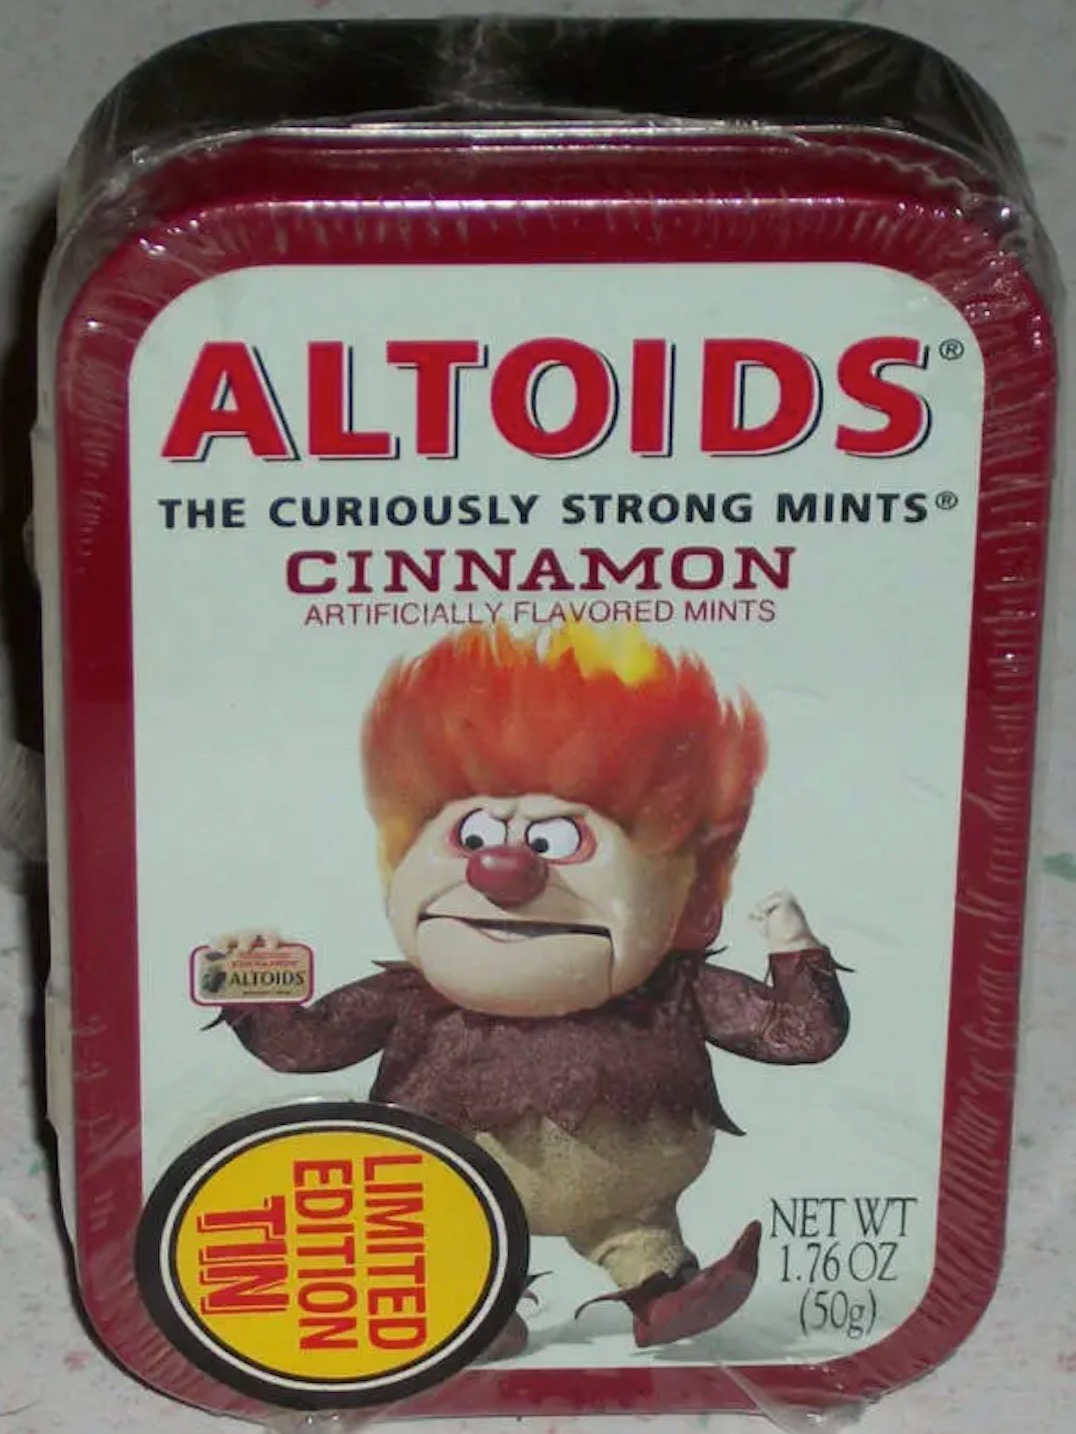 ALTOIDS®
THE CURIOUSLY STRONG MINTS®
CINNAMON
ARTIFICIALLY FLAVORED MINTS
ALTOIDS
LIMITED
EDITION
TIN
NET WT
1.76 OZ
(50g)